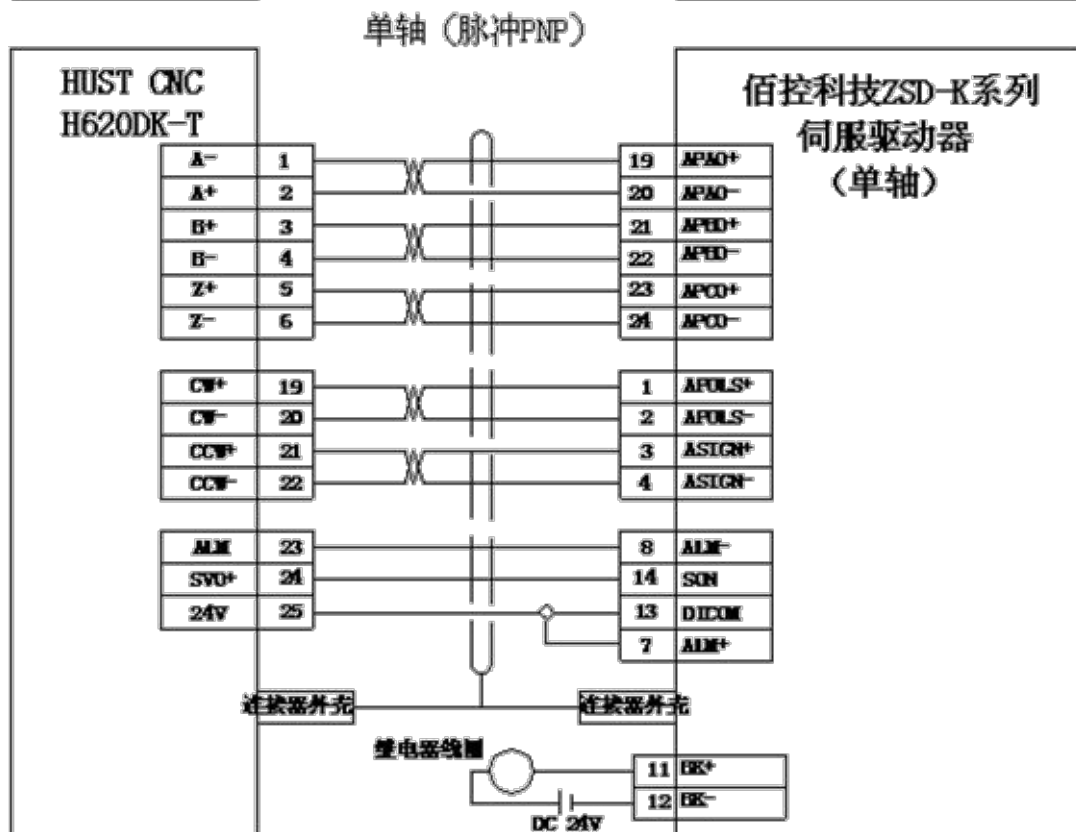 单轴（脉冲PNP）
HUST CNC
H620DK-T
佰控科技ZSD-K系列
伺服驱动器
（单轴）
A- 1 19 APAO+
A+ 2 20 APAO-
B+ 3 21 APBO+
B- 4 22 APBO-
Z+ 5 23 APCO+
Z- 6 24 APCO-
CW+ 19 1 APULS+
CW- 20 2 APULS-
CCW+ 21 3 ASIGN+
CCW- 22 4 ASIGN-
ALM 23 8 ALM-
SVO+ 24 14 SON
24V 25 13 DICOM
7 ALM+
连接器外壳 连接器外壳
继电器线圈
11 BK+
12 BK-
DC 24V